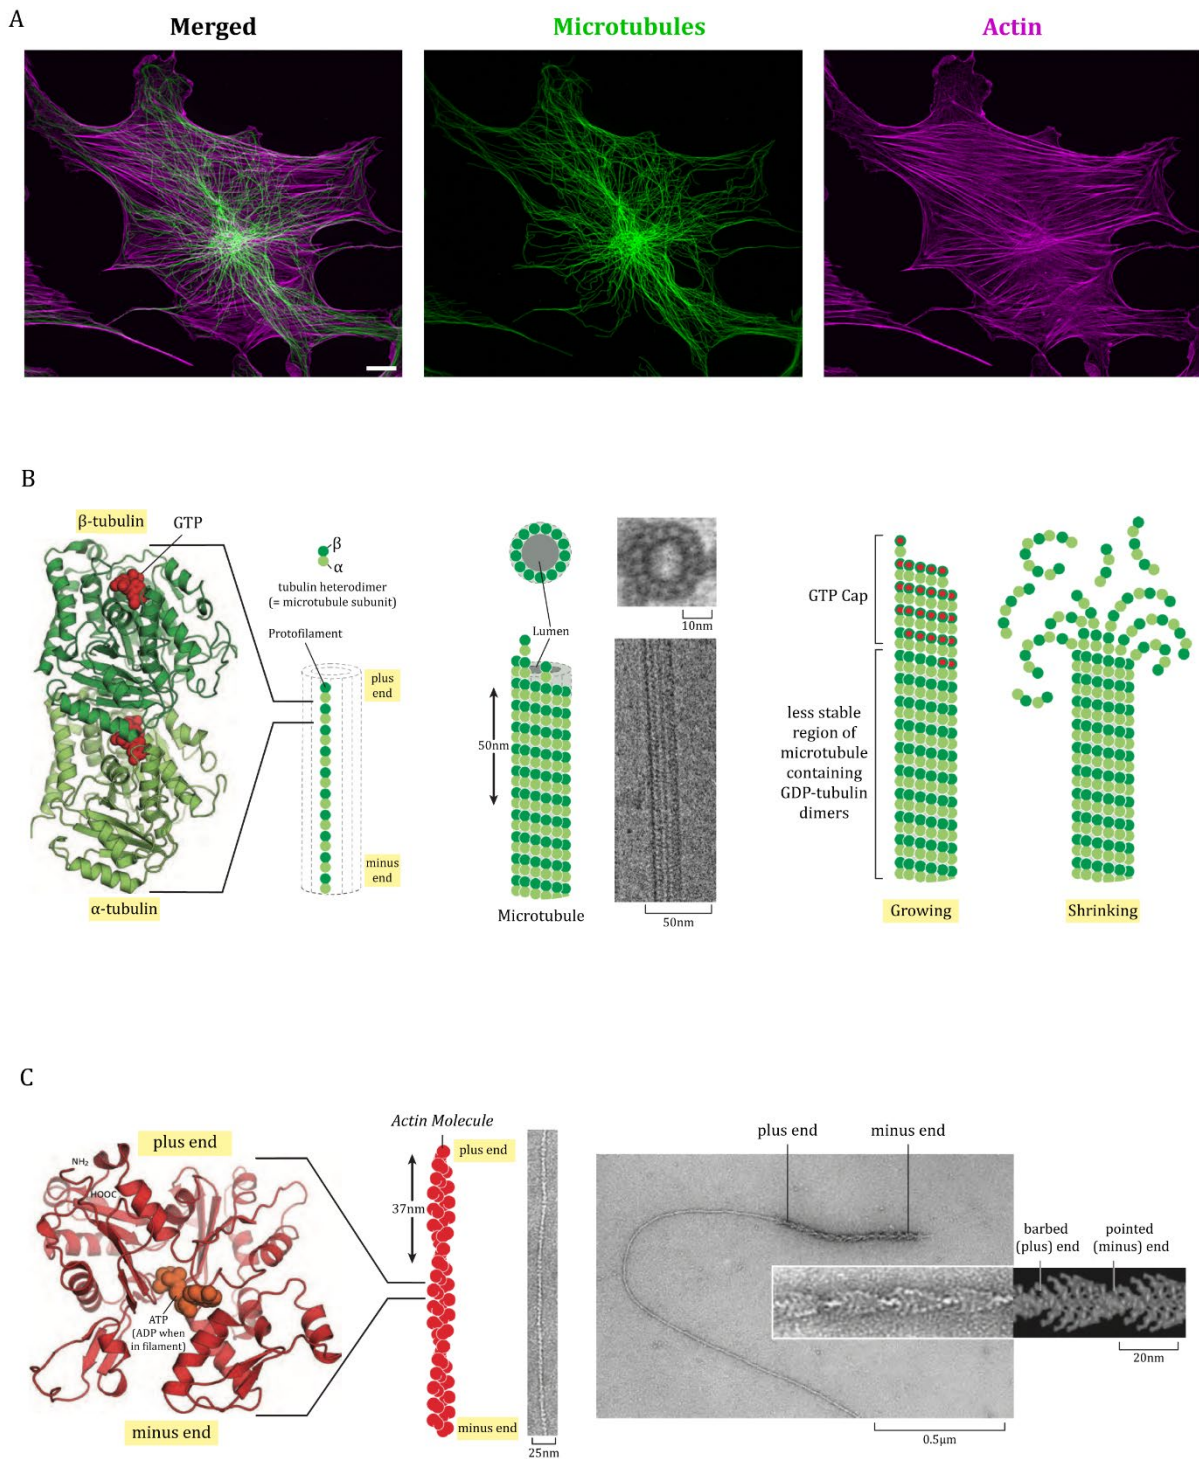 A
Merged
Microtubules
Actin
B
β-tubulin
GTP
α-tubulin
β
α
tubulin heterodimer
(= microtubule subunit)
Protofilament
plus
end
minus
end
Lumen
50nm
Microtubule
10nm
50nm
GTP Cap
less stable
region of
microtubule
containing
GDP-tubulin
dimers
Growing
Shrinking
C
plus end
NH₂
HOOC
ATP
(ADP when
in filament)
minus end
Actin Molecule
plus end
37nm
minus end
25nm
plus end
minus end
barbed
(plus) end
pointed
(minus) end
20nm
0.5μm